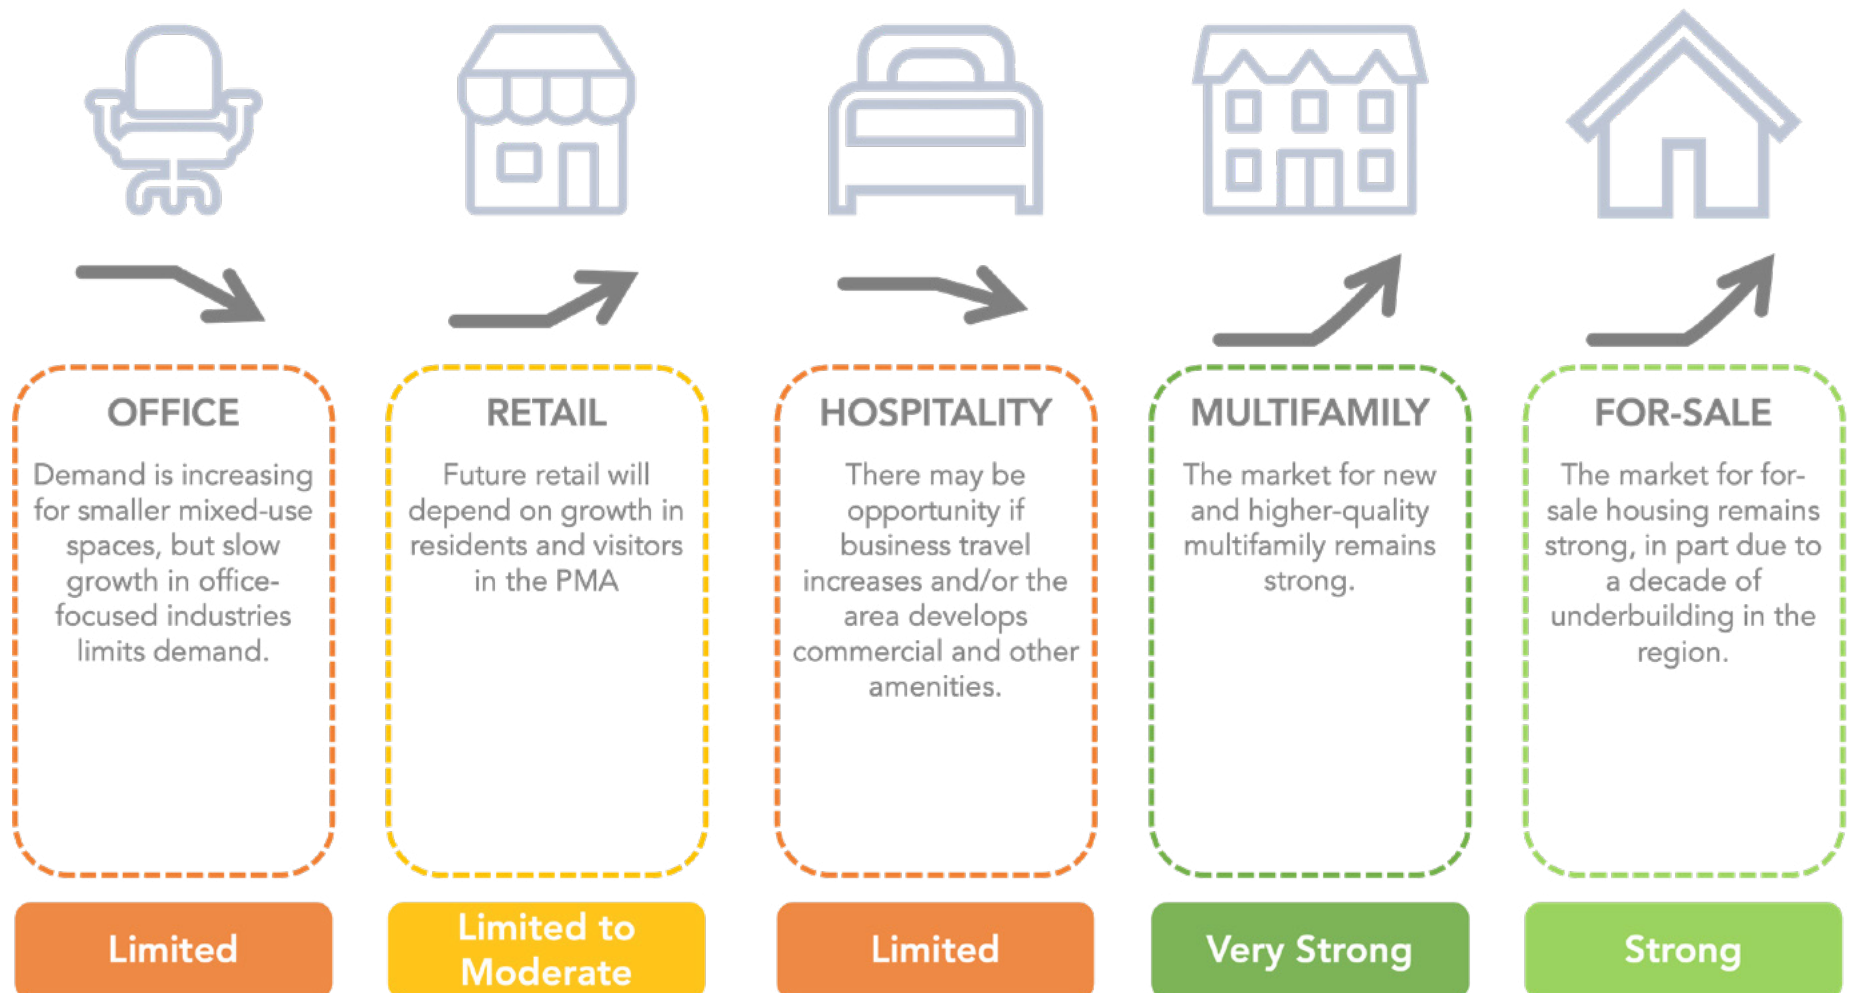 OFFICE
Demand is increasing
for smaller mixed-use
spaces, but slow
growth in office-
focused industries
limits demand.
Limited
RETAIL
Future retail will
depend on growth in
residents and visitors
in the PMA
Limited to
Moderate
HOSPITALITY
There may be
opportunity if
business travel
increases and/or the
area develops
commercial and other
amenities.
Limited
MULTIFAMILY
The market for new
and higher-quality
multifamily remains
strong.
Very Strong
FOR-SALE
The market for for-
sale housing remains
strong, in part due to
a decade of
underbuilding in the
region.
Strong